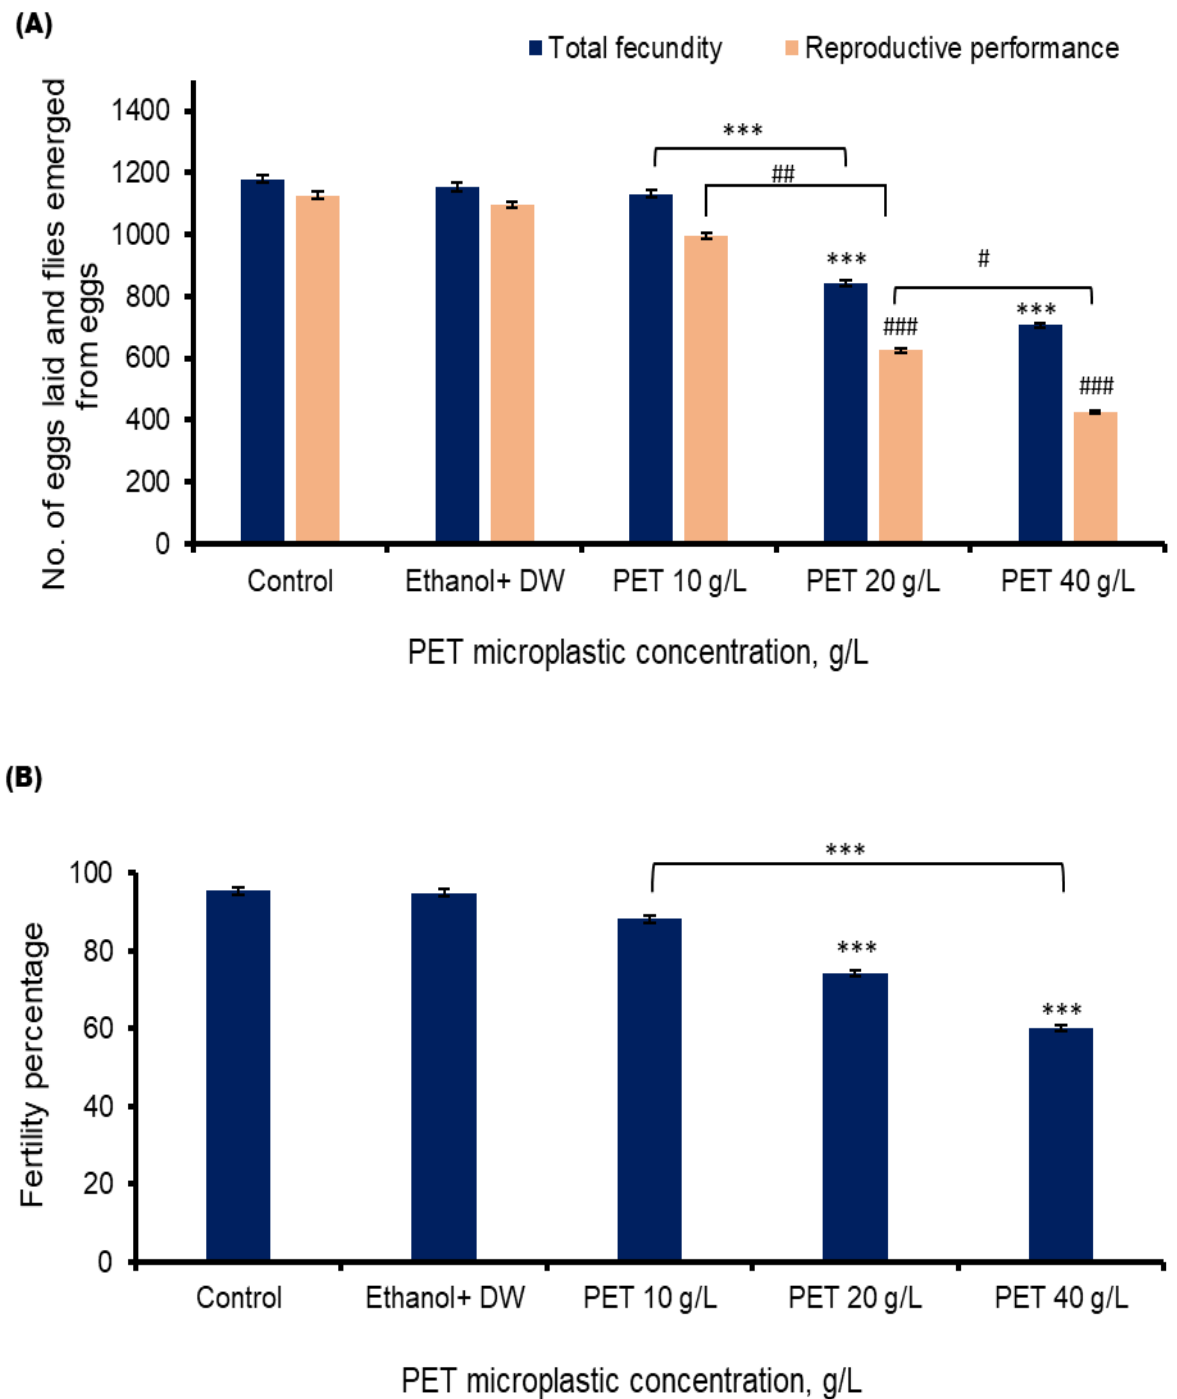 (A)
Total fecundity
Reproductive performance
No. of eggs laid and flies emerged
from eggs
1400
1200
1000
800
600
400
200
0
***
##
***
###
#
***
###
Control
Ethanol+ DW
PET 10 g/L
PET 20 g/L
PET 40 g/L
PET microplastic concentration, g/L
(B)
Fertility percentage
100
80
60
40
20
0
***
***
***
Control
Ethanol+ DW
PET 10 g/L
PET 20 g/L
PET 40 g/L
PET microplastic concentration, g/L